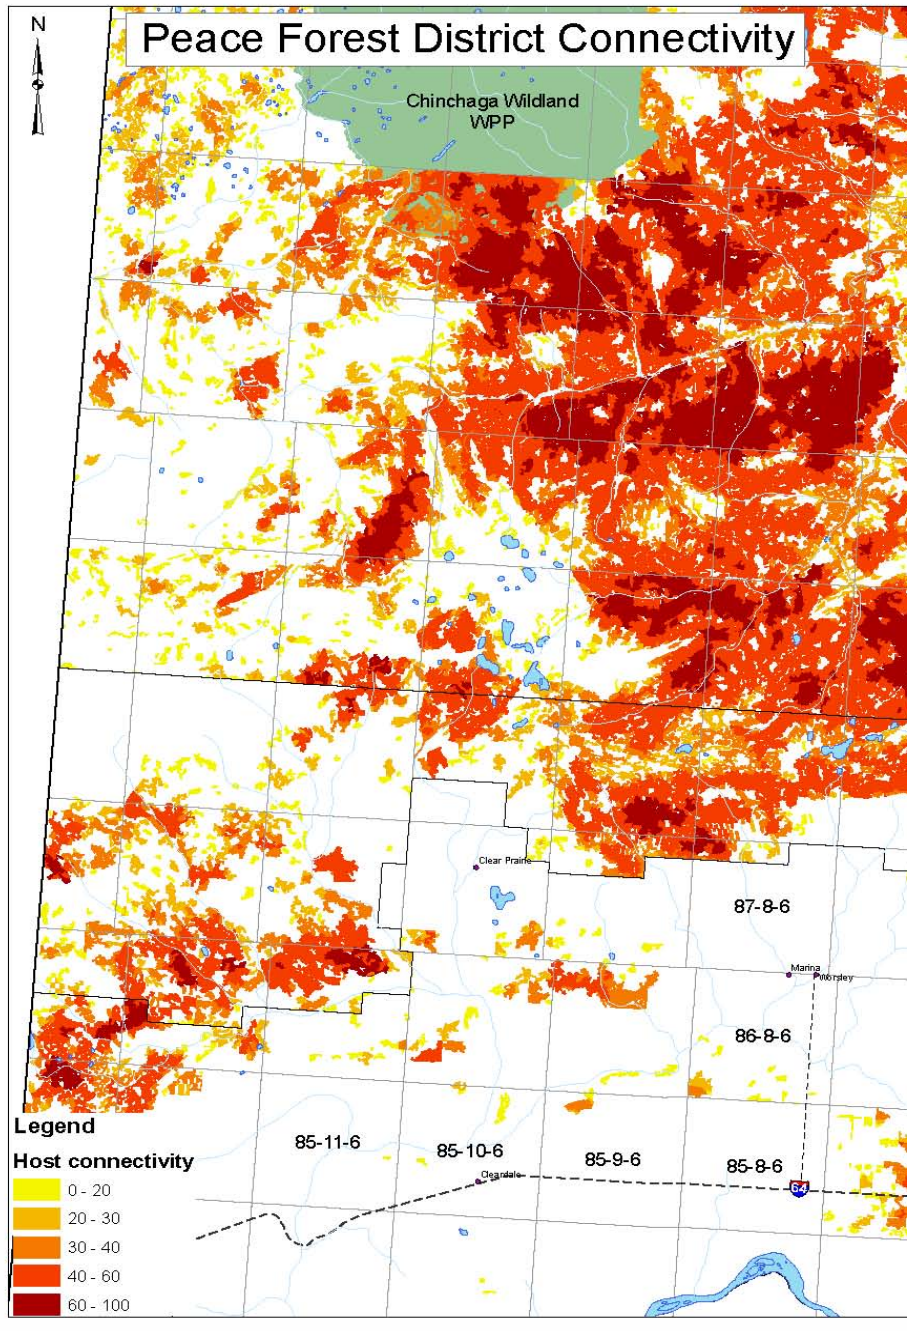 N
Peace Forest District Connectivity
Chinchaga Wildland
WPP
Clear Prairie
87-8-6
Marina
Worsley
86-8-6
85-11-6
85-10-6
85-9-6
85-8-6
Cleardale
64
Legend
Host connectivity
0 - 20
20 - 30
30 - 40
40 - 60
60 - 100